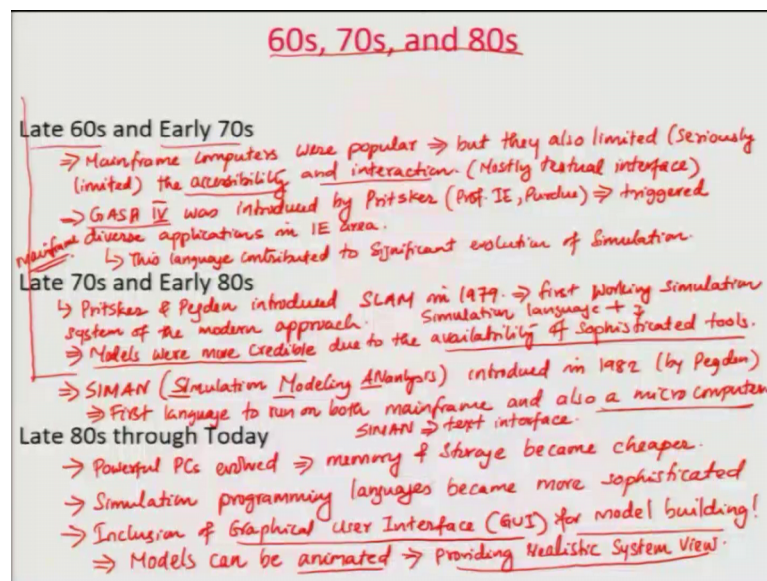 60s, 70s, and 80s
Late 60s and Early 70s
⇒ Mainframe computers were popular ⇒ but they also limited (Seriously
limited) the accessibility and interaction. (Mostly textual interface)
→ GASP IV was introduced by Pritsker (Prof. IE, Purdue) ⇒ triggered
diverse applications in IE area.
mainframe
↳ This language contributed to Significant evolution of Simulation.
Late 70s and Early 80s
↳ Pritsker & Pegden introduced SLAM in 1979. ⇒ first working simulation
system of the modern approach.
Simulation language +
⇒ Models were more credible due to the availability of sophisticated tools.
⇒ SIMAN (SImulation Modeling ANanlysis) introdued in 1982 (by Pegden)
⇒ First language to run on both mainframe and also a micro computer
SIMAN ⇒ text interface.
Late 80s through Today
→ Powerful PCs evolved ⇒ memory & Storage became cheaper.
→ Simulation programming languages became more sophisticated
→ Inclusion of Graphical User Interface (GUI) for model building!
⇒ Models can be animated → Providing Realistic System View.